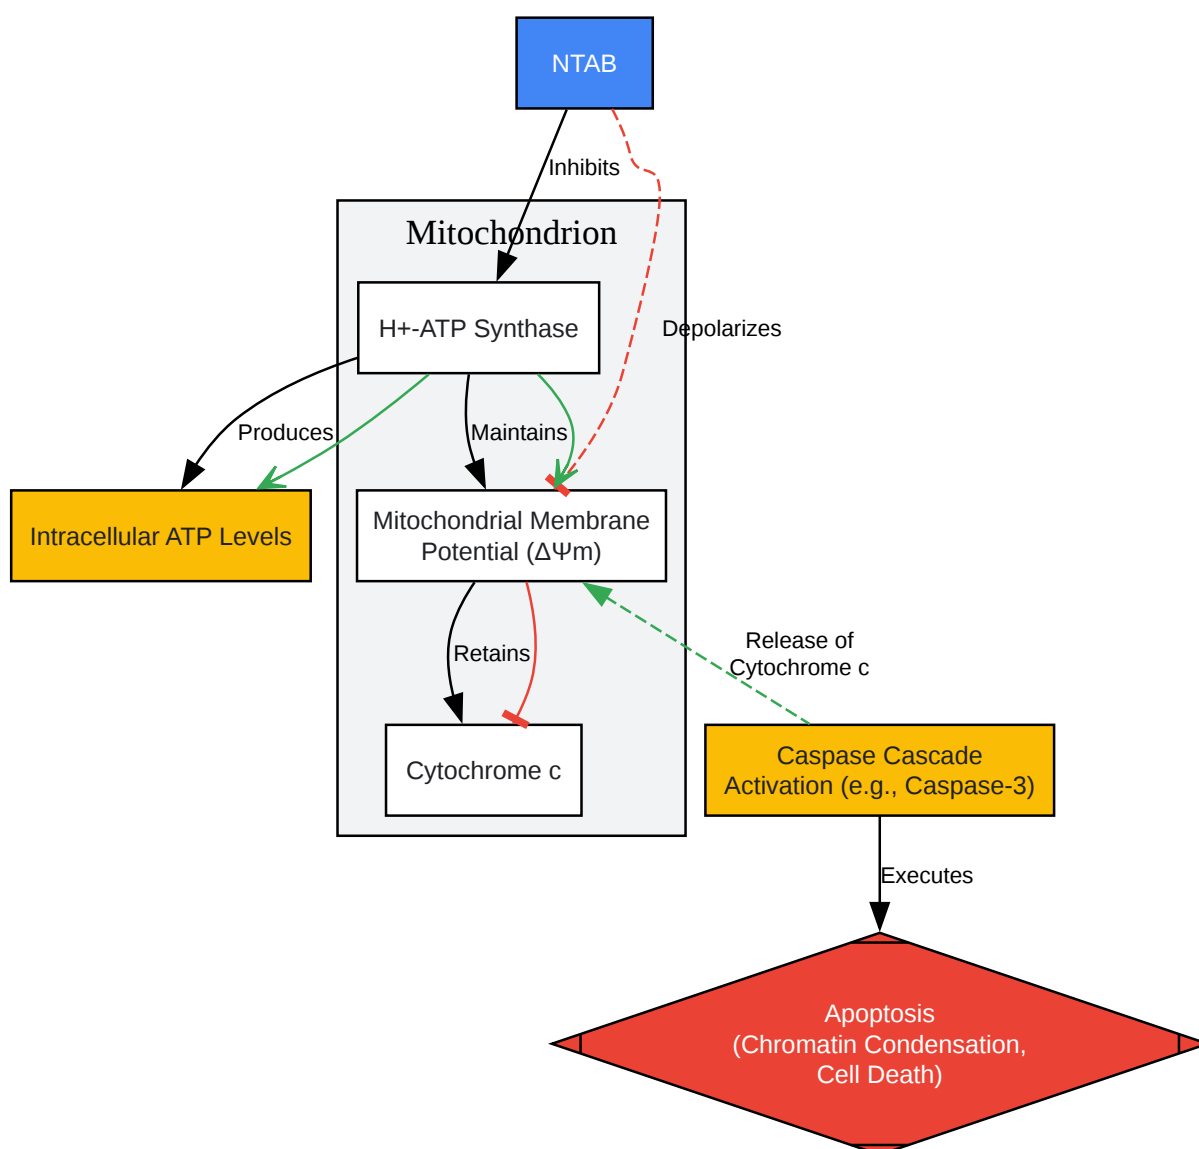 NTAB
Inhibits
Mitochondrion
H+-ATP Synthase
Depolarizes
Produces
Maintains
Intracellular ATP Levels
Mitochondrial Membrane
Potential (ΔΨm)
Retains
Release of
Cytochrome c
Cytochrome c
Caspase Cascade
Activation (e.g., Caspase-3)
Executes
Apoptosis
(Chromatin Condensation,
Cell Death)